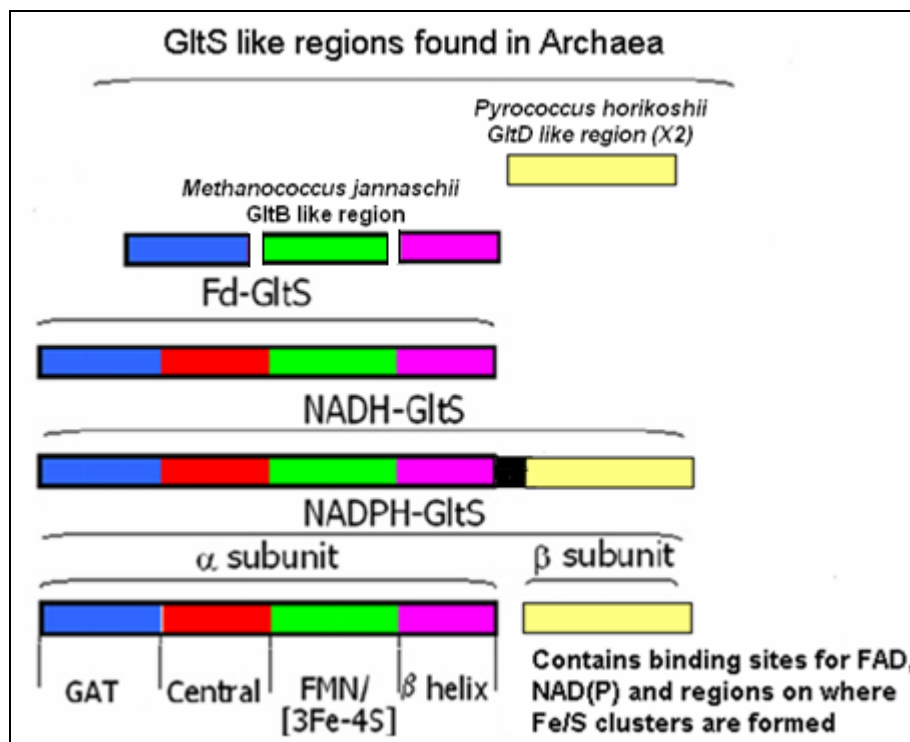 GltS like regions found in Archaea
Pyrococcus horikoshii
GltD like region (X2)
Methanococcus jannaschii
GltB like region
Fd-GltS
NADH-GltS
NADPH-GltS
α subunit
β subunit
GAT
Central
FMN/
[3Fe-4S]
β helix
Contains binding sites for FAD,
NAD(P) and regions on where
Fe/S clusters are formed